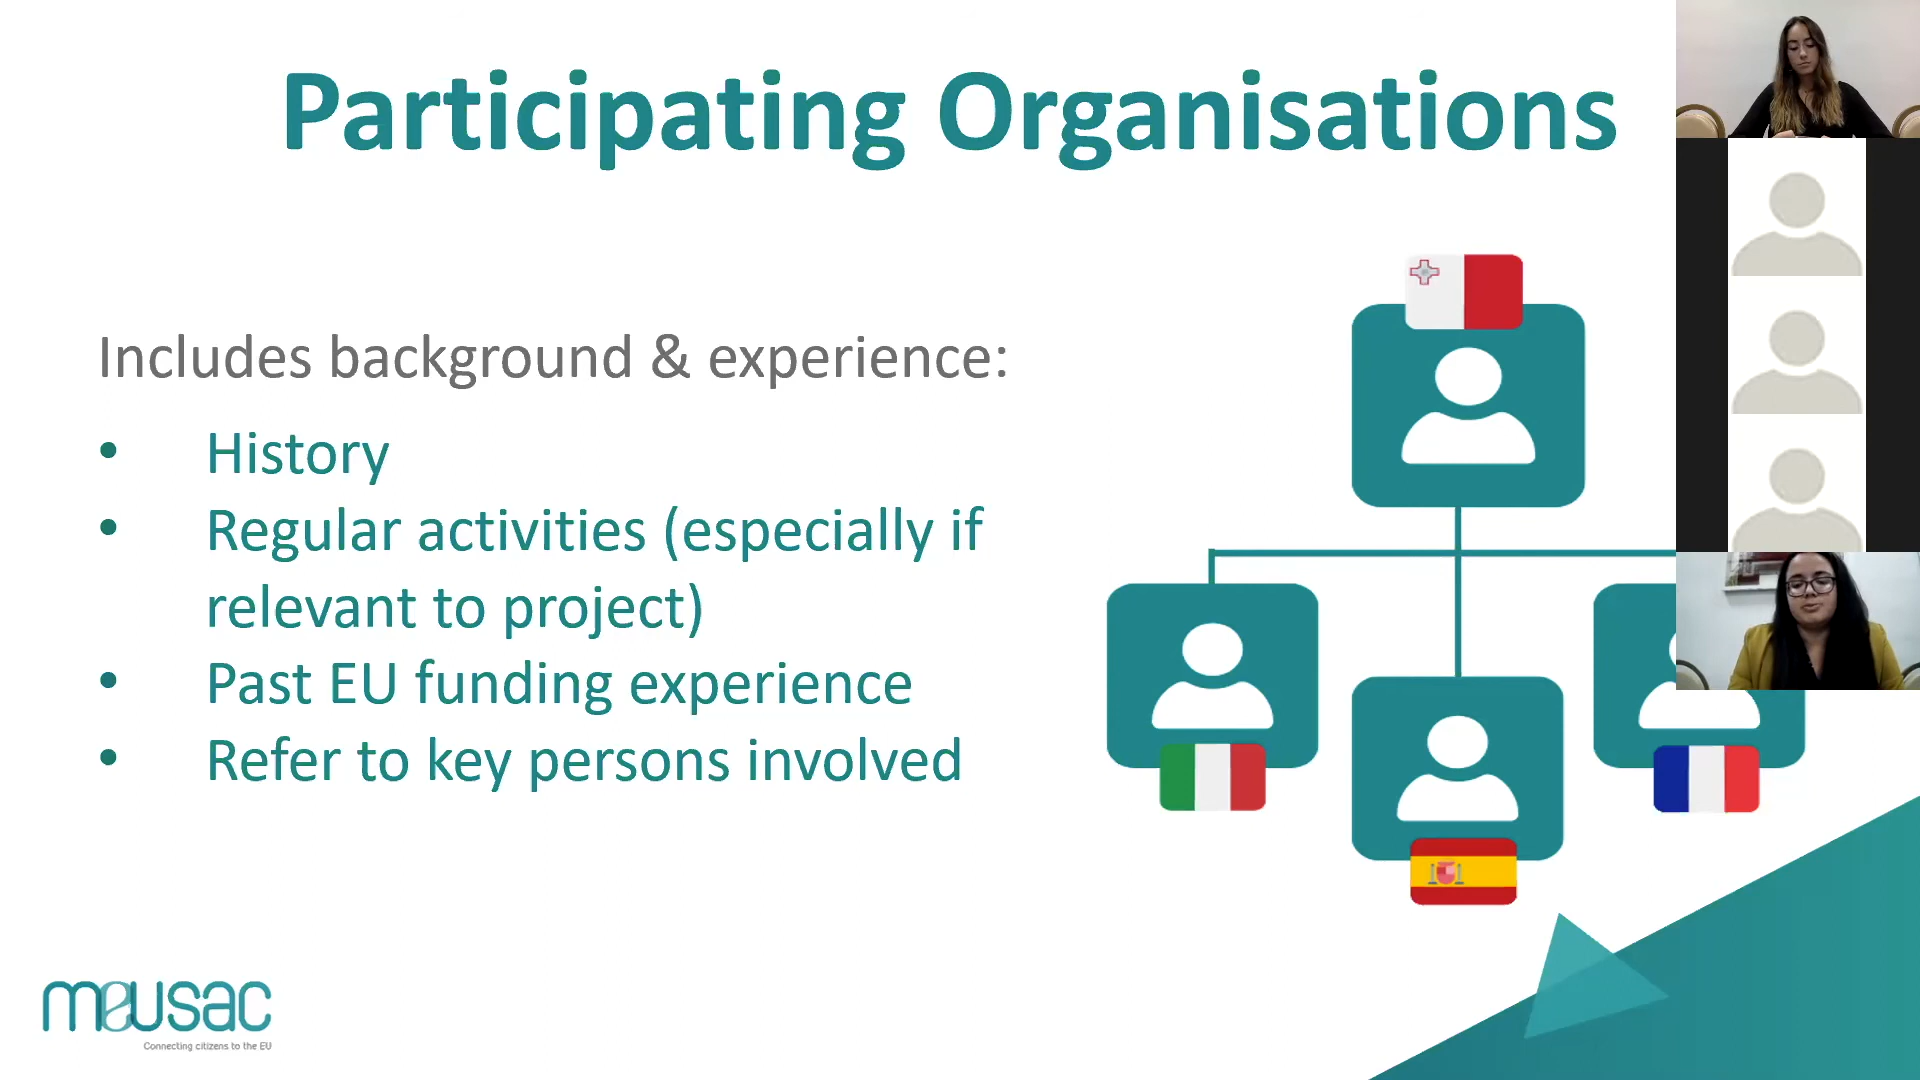 Participating Organisations
Includes background & experience:
• History
• Regular activities (especially if
relevant to project)
• Past EU funding experience
• Refer to key persons involved
meusac
Connecting citizens to the EU